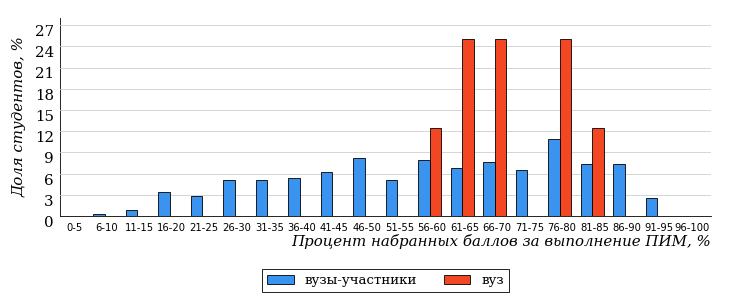 Доля студентов, %
27
24
21
18
15
12
9
6
3
0
0-5 6-10 11-15 16-20 21-25 26-30 31-35 36-40 41-45 46-50 51-55 56-60 61-65 66-70 71-75 76-80 81-85 86-90 91-95 96-100
Процент набранных баллов за выполнение ПИМ, %
вузы-участники вуз